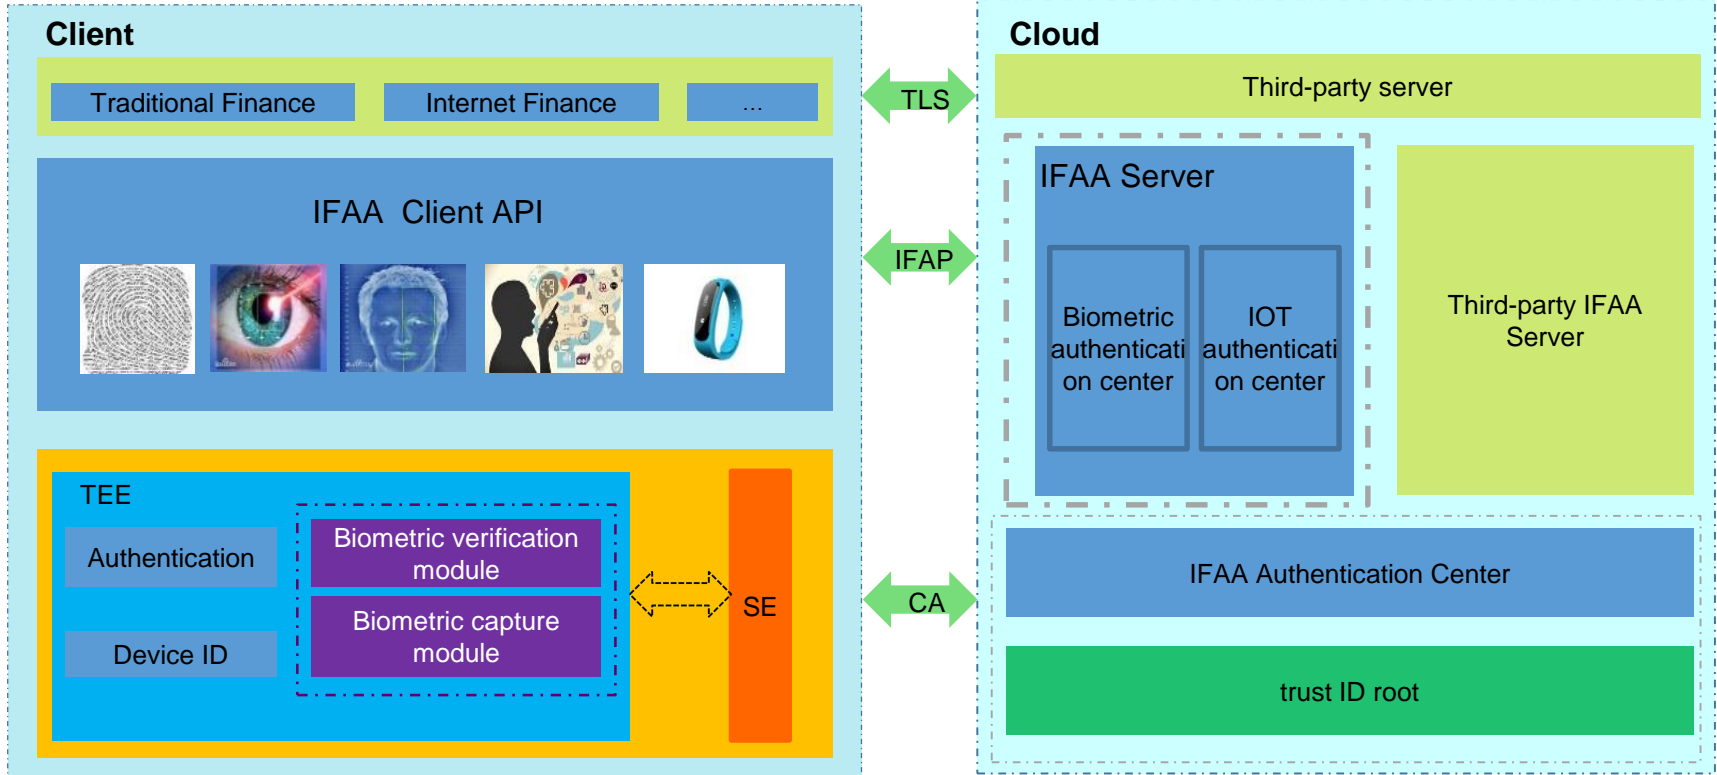 Client
Traditional Finance
Internet Finance
...
IFAA Client API
TEE
Authentication
Device ID
Biometric verification
module
Biometric capture
module
SE
TLS
IFAP
CA
Cloud
Third-party server
IFAA Server
Biometric
authenticati
on center
IOT
authenticati
on center
Third-party IFAA
Server
IFAA Authentication Center
trust ID root